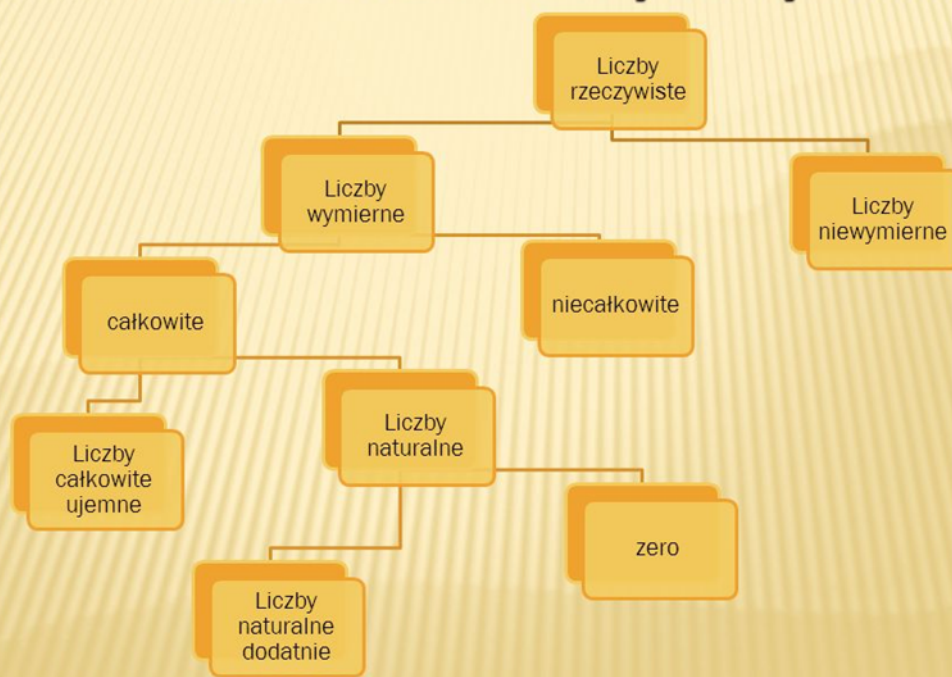 Liczby
rzeczywiste
Liczby
wymierne
Liczby
niewymierne
całkowite
niecałkowite
Liczby
całkowite
ujemne
Liczby
naturalne
zero
Liczby
naturalne
dodatnie